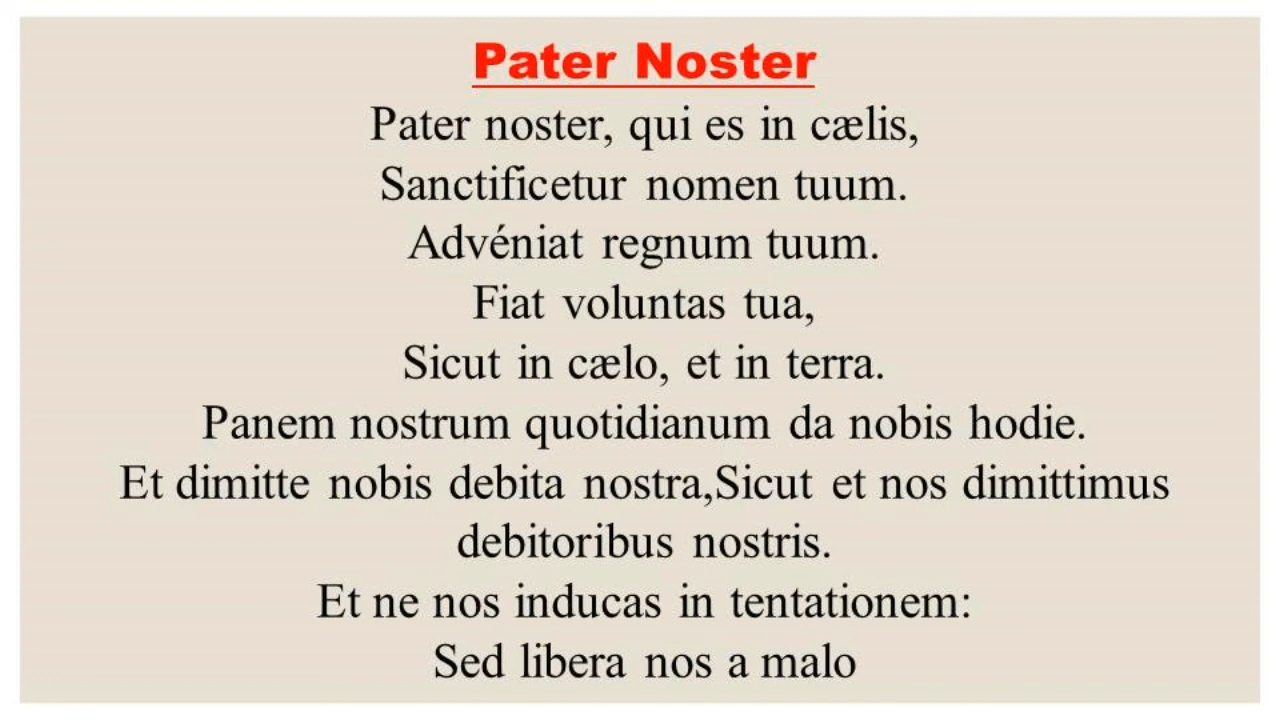 Pater Noster
Pater noster, qui es in cælis,
Sanctificetur nomen tuum.
Advéniat regnum tuum.
Fiat voluntas tua,
Sicut in cælo, et in terra.
Panem nostrum quotidianum da nobis hodie.
Et dimitte nobis debita nostra,Sicut et nos dimittimus
debitoribus nostris.
Et ne nos inducas in tentationem:
Sed libera nos a malo